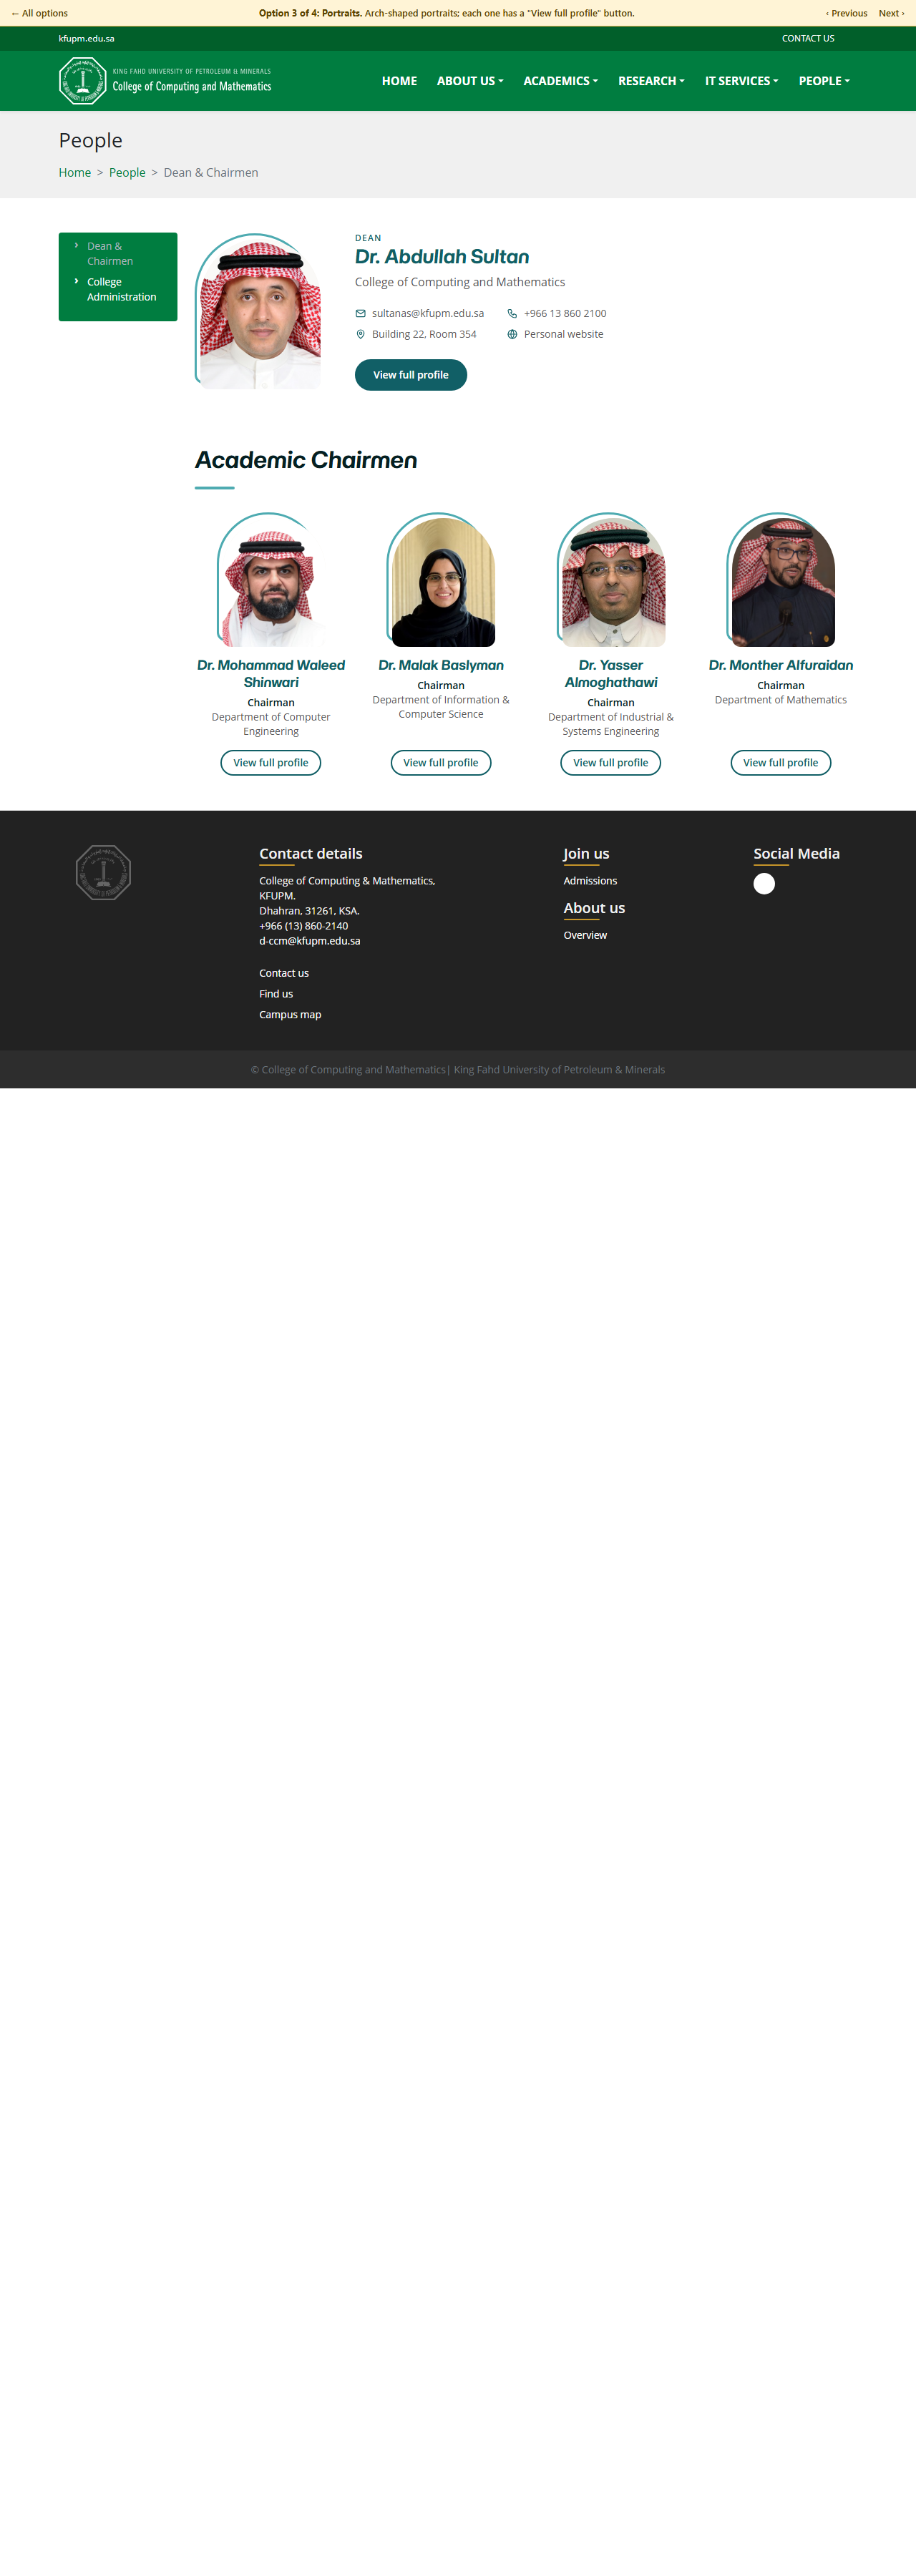 ← All options
Option 3 of 4: Portraits. Arch-shaped portraits; each one has a "View full profile" button.
‹ Previous Next ›
kfupm.edu.sa
CONTACT US
KING FAHD UNIVERSITY OF PETROLEUM & MINERALS
College of Computing and Mathematics
HOME ABOUT US ACADEMICS RESEARCH IT SERVICES PEOPLE
People
Home > People > Dean & Chairmen
› Dean &
Chairmen
› College
Administration
DEAN
Dr. Abdullah Sultan
College of Computing and Mathematics
sultanas@kfupm.edu.sa
+966 13 860 2100
Building 22, Room 354
Personal website
View full profile
Academic Chairmen
Dr. Mohammad Waleed
Shinwari
Chairman
Department of Computer
Engineering
View full profile
Dr. Malak Baslyman
Chairman
Department of Information &
Computer Science
View full profile
Dr. Yasser
Almoghathawi
Chairman
Department of Industrial &
Systems Engineering
View full profile
Dr. Monther Alfuraidan
Chairman
Department of Mathematics
View full profile
Contact details
College of Computing & Mathematics,
KFUPM.
Dhahran, 31261, KSA.
+966 (13) 860-2140
d-ccm@kfupm.edu.sa
Contact us
Find us
Campus map
Join us
Admissions
About us
Overview
Social Media
© College of Computing and Mathematics| King Fahd University of Petroleum & Minerals